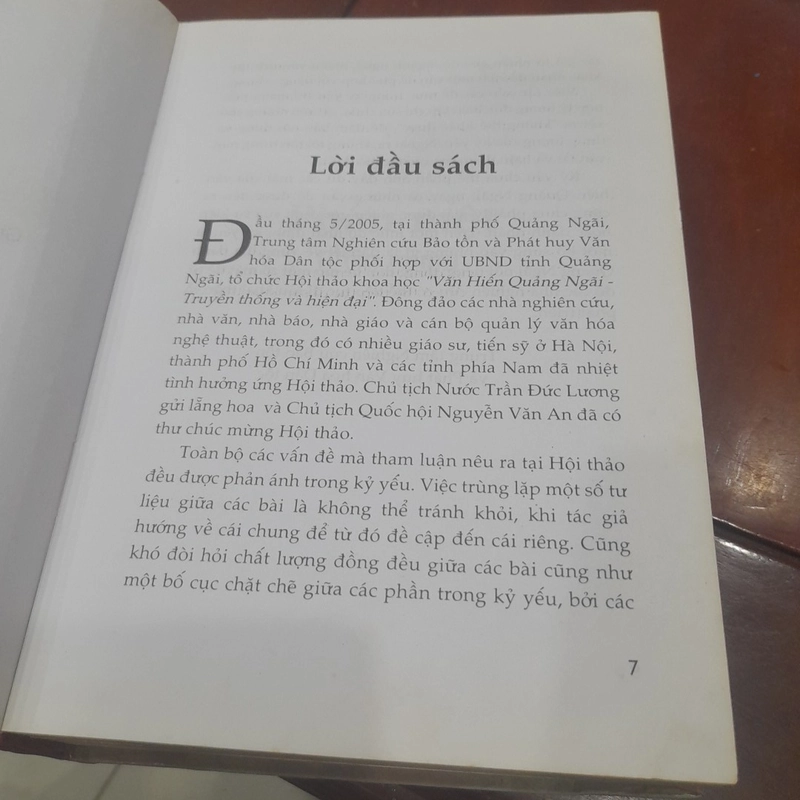 Lời đầu sách
Đầu tháng 5/2005, tại thành phố Quảng Ngãi,
Trung tâm Nghiên cứu Bảo tồn và Phát huy Văn
hóa Dân tộc phối hợp với UBND tỉnh Quảng
Ngãi, tổ chức Hội thảo khoa học "Văn Hiến Quảng Ngãi -
Truyền thống và hiện đại". Đông đảo các nhà nghiên cứu,
nhà văn, nhà báo, nhà giáo và cán bộ quản lý văn hóa
nghệ thuật, trong đó có nhiều giáo sư, tiến sỹ ở Hà Nội,
thành phố Hồ Chí Minh và các tỉnh phía Nam đã nhiệt
tình hưởng ứng Hội thảo. Chủ tịch Nước Trần Đức Lương
gửi lẵng hoa và Chủ tịch Quốc hội Nguyễn Văn An đã có
thư chúc mừng Hội thảo.
Toàn bộ các vấn đề mà tham luận nêu ra tại Hội thảo
đều được phản ánh trong kỷ yếu. Việc trùng lặp một số tư
liệu giữa các bài là không thể tránh khỏi, khi tác giả
hướng về cái chung để từ đó đề cập đến cái riêng. Cũng
khó đòi hỏi chất lượng đồng đều giữa các bài cũng như
một bố cục chặt chẽ giữa các phần trong kỷ yếu, bởi các
7